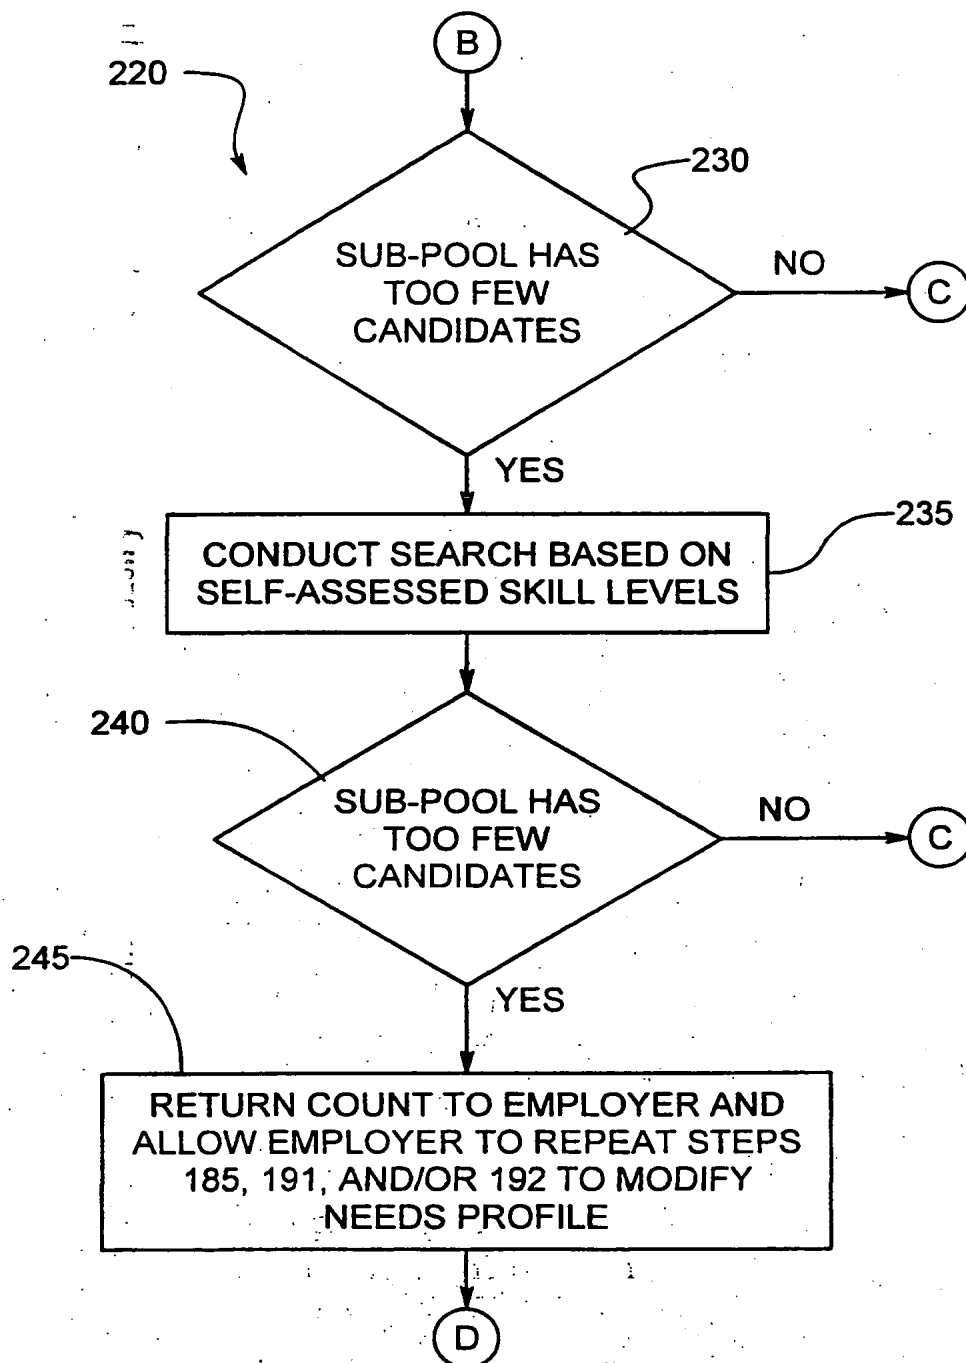 B
220
230
SUB-POOL HAS
TOO FEW
CANDIDATES
NO
C
YES
235
CONDUCT SEARCH BASED ON
SELF-ASSESSED SKILL LEVELS
240
SUB-POOL HAS
TOO FEW
CANDIDATES
NO
C
YES
245
RETURN COUNT TO EMPLOYER AND
ALLOW EMPLOYER TO REPEAT STEPS
185, 191, AND/OR 192 TO MODIFY
NEEDS PROFILE
D